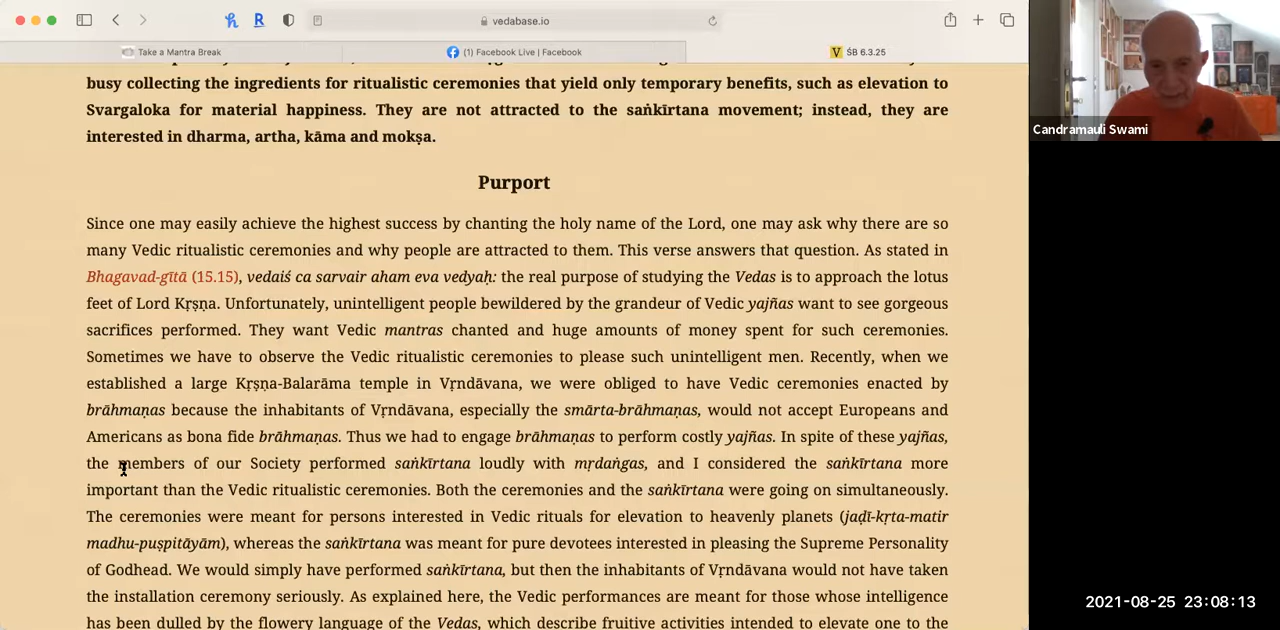 vedabase.io
Take a Mantra Break
(1) Facebook Live | Facebook
V ŚB 6.3.25
busy collecting the ingredients for ritualistic ceremonies that yield only temporary benefits, such as elevation to
Svargaloka for material happiness. They are not attracted to the saṅkīrtana movement; instead, they are
interested in dharma, artha, kāma and mokṣa.
Purport
Since one may easily achieve the highest success by chanting the holy name of the Lord, one may ask why there are so
many Vedic ritualistic ceremonies and why people are attracted to them. This verse answers that question. As stated in
Bhagavad-gītā (15.15), vedaiś ca sarvair aham eva vedyaḥ: the real purpose of studying the Vedas is to approach the lotus
feet of Lord Kṛṣṇa. Unfortunately, unintelligent people bewildered by the grandeur of Vedic yajñas want to see gorgeous
sacrifices performed. They want Vedic mantras chanted and huge amounts of money spent for such ceremonies.
Sometimes we have to observe the Vedic ritualistic ceremonies to please such unintelligent men. Recently, when we
established a large Kṛṣṇa-Balarāma temple in Vṛndāvana, we were obliged to have Vedic ceremonies enacted by
brāhmaṇas because the inhabitants of Vṛndāvana, especially the smārta-brāhmaṇas, would not accept Europeans and
Americans as bona fide brāhmaṇas. Thus we had to engage brāhmaṇas to perform costly yajñas. In spite of these yajñas,
the members of our Society performed saṅkīrtana loudly with mṛdaṅgas, and I considered the saṅkīrtana more
important than the Vedic ritualistic ceremonies. Both the ceremonies and the saṅkīrtana were going on simultaneously.
The ceremonies were meant for persons interested in Vedic rituals for elevation to heavenly planets (jaḍī-kṛta-matir
madhu-puṣpitāyām), whereas the saṅkīrtana was meant for pure devotees interested in pleasing the Supreme Personality
of Godhead. We would simply have performed saṅkīrtana, but then the inhabitants of Vṛndāvana would not have taken
the installation ceremony seriously. As explained here, the Vedic performances are meant for those whose intelligence
has been dulled by the flowery language of the Vedas, which describe fruitive activities intended to elevate one to the
Candramauli Swami
2021-08-25 23:08:13